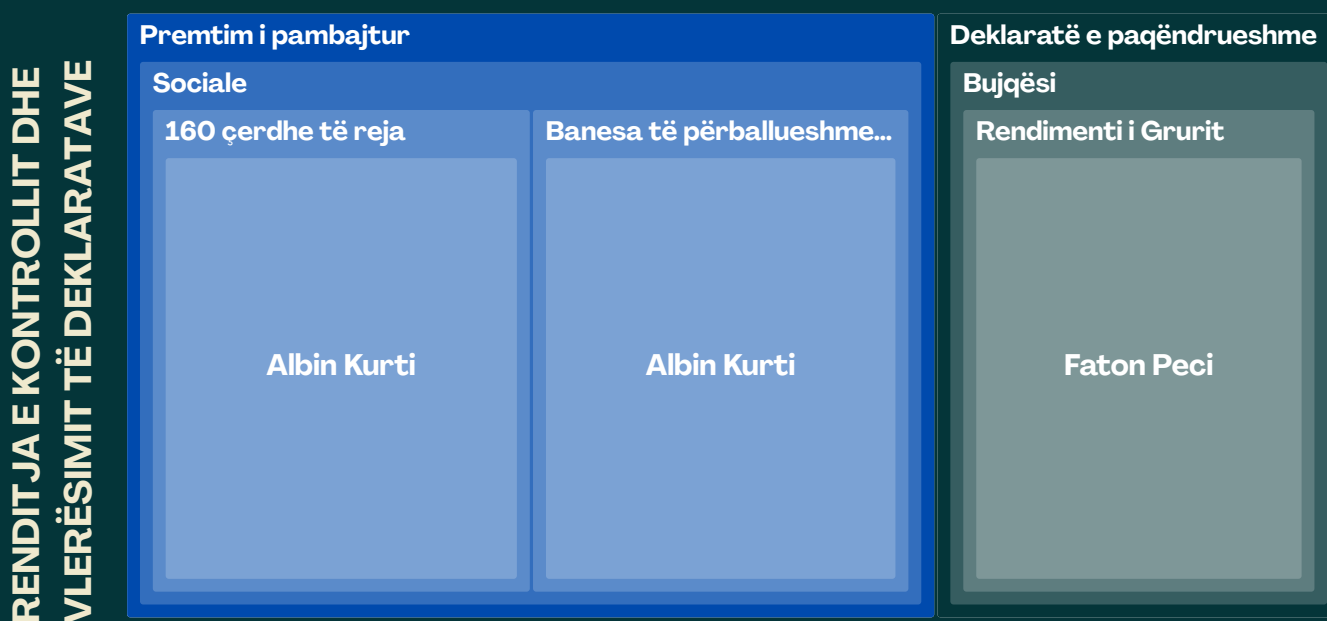 RENDITJA E KONTROLLIT DHE
VLERËSIMIT TË DEKLARATAVE
Premtim i pambajtur
Sociale
160 çerdhe të reja
Albin Kurti
Banesa të përballueshme...
Albin Kurti
Deklaratë e paqëndrueshme
Bujqësi
Rendimenti i Grurit
Faton Peci